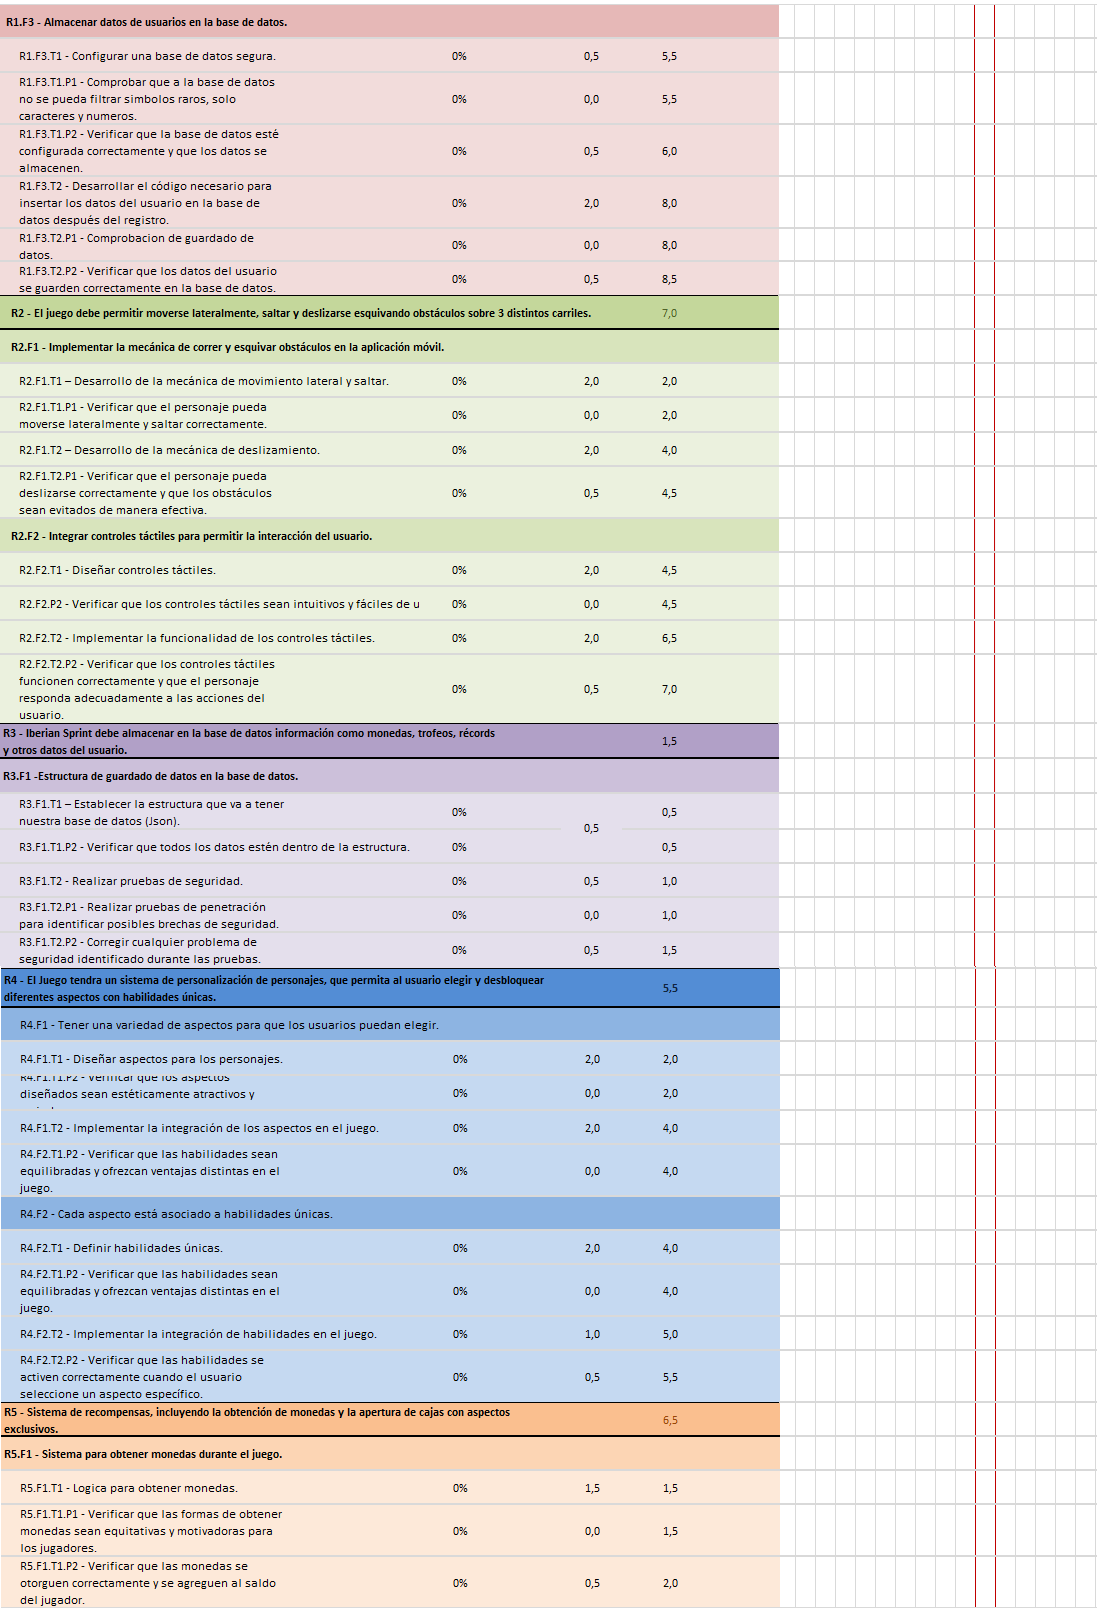 R1.F3 - Almacenar datos de usuarios en la base de datos.
R1.F3.T1 - Configurar una base de datos segura. 0% 0,5 5,5
R1.F3.T1.P1 - Comprobar que a la base de datos
no se pueda filtrar simbolos raros, solo
caracteres y numeros. 0% 0,0 5,5
R1.F3.T1.P2 - Verificar que la base de datos esté
configurada correctamente y que los datos se
almacenen. 0% 0,5 6,0
R1.F3.T2 - Desarrollar el código necesario para
insertar los datos del usuario en la base de
datos después del registro. 0% 2,0 8,0
R1.F3.T2.P1 - Comprobacion de guardado de
datos. 0% 0,0 8,0
R1.F3.T2.P2 - Verificar que los datos del usuario
se guarden correctamente en la base de datos. 0% 0,5 8,5
R2 - El juego debe permitir moverse lateralmente, saltar y deslizarse esquivando obstáculos sobre 3 distintos carriles. 7,0
R2.F1 - Implementar la mecánica de correr y esquivar obstáculos en la aplicación móvil.
R2.F1.T1 – Desarrollo de la mecánica de movimiento lateral y saltar. 0% 2,0 2,0
R2.F1.T1.P1 - Verificar que el personaje pueda
moverse lateralmente y saltar correctamente. 0% 0,0 2,0
R2.F1.T2 – Desarrollo de la mecánica de deslizamiento. 0% 2,0 4,0
R2.F1.T2.P1 - Verificar que el personaje pueda
deslizarse correctamente y que los obstáculos
sean evitados de manera efectiva. 0% 0,5 4,5
R2.F2 - Integrar controles táctiles para permitir la interacción del usuario.
R2.F2.T1 - Diseñar controles táctiles. 0% 2,0 4,5
R2.F2.P2 - Verificar que los controles táctiles sean intuitivos y fáciles de u 0% 0,0 4,5
R2.F2.T2 - Implementar la funcionalidad de los controles táctiles. 0% 2,0 6,5
R2.F2.T2.P2 - Verificar que los controles táctiles
funcionen correctamente y que el personaje
responda adecuadamente a las acciones del
usuario. 0% 0,5 7,0
R3 - Iberian Sprint debe almacenar en la base de datos información como monedas, trofeos, récords
y otros datos del usuario. 1,5
R3.F1 -Estructura de guardado de datos en la base de datos.
R3.F1.T1 – Establecer la estructura que va a tener
nuestra base de datos (Json). 0% 0,5 0,5
R3.F1.T1.P2 - Verificar que todos los datos estén dentro de la estructura. 0% 0,5
R3.F1.T2 - Realizar pruebas de seguridad. 0% 0,5 1,0
R3.F1.T2.P1 - Realizar pruebas de penetración
para identificar posibles brechas de seguridad. 0% 0,0 1,0
R3.F1.T2.P2 - Corregir cualquier problema de
seguridad identificado durante las pruebas. 0% 0,5 1,5
R4 - El Juego tendra un sistema de personalización de personajes, que permita al usuario elegir y desbloquear
diferentes aspectos con habilidades únicas. 5,5
R4.F1 - Tener una variedad de aspectos para que los usuarios puedan elegir.
R4.F1.T1 - Diseñar aspectos para los personajes. 0% 2,0 2,0
R4.F1.T1.P2 - Verificar que los aspectos
diseñados sean estéticamente atractivos y 0% 0,0 2,0
R4.F1.T2 - Implementar la integración de los aspectos en el juego. 0% 2,0 4,0
R4.F2.T1.P2 - Verificar que las habilidades sean
equilibradas y ofrezcan ventajas distintas en el
juego. 0% 0,0 4,0
R4.F2 - Cada aspecto está asociado a habilidades únicas.
R4.F2.T1 - Definir habilidades únicas. 0% 2,0 4,0
R4.F2.T1.P2 - Verificar que las habilidades sean
equilibradas y ofrezcan ventajas distintas en el
juego. 0% 0,0 4,0
R4.F2.T2 - Implementar la integración de habilidades en el juego. 0% 1,0 5,0
R4.F2.T2.P2 - Verificar que las habilidades se
activen correctamente cuando el usuario
seleccione un aspecto específico. 0% 0,5 5,5
R5 - Sistema de recompensas, incluyendo la obtención de monedas y la apertura de cajas con aspectos
exclusivos. 6,5
R5.F1 - Sistema para obtener monedas durante el juego.
R5.F1.T1 - Logica para obtener monedas. 0% 1,5 1,5
R5.F1.T1.P1 - Verificar que las formas de obtener
monedas sean equitativas y motivadoras para
los jugadores. 0% 0,0 1,5
R5.F1.T1.P2 - Verificar que las monedas se
otorguen correctamente y se agreguen al saldo
del jugador. 0% 0,5 2,0